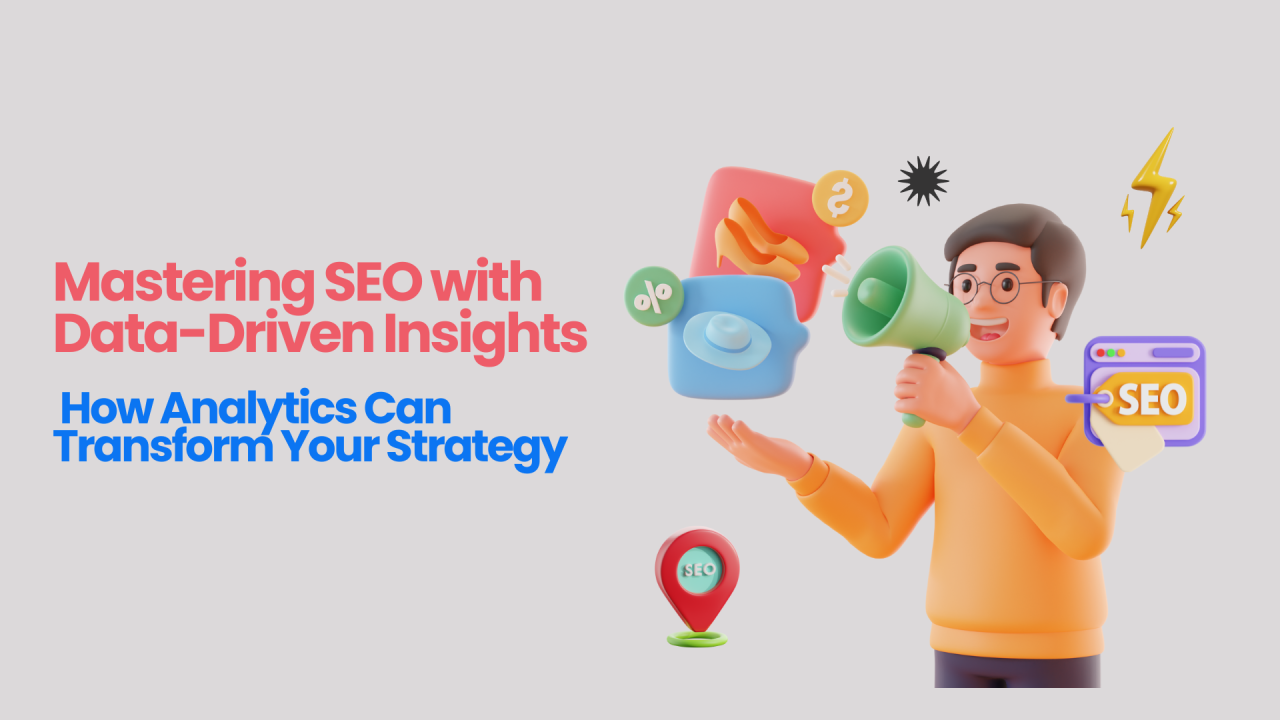 Mastering SEO with
Data-Driven Insights
How Analytics Can
Transform Your Strategy
$
%
SEO
SEO